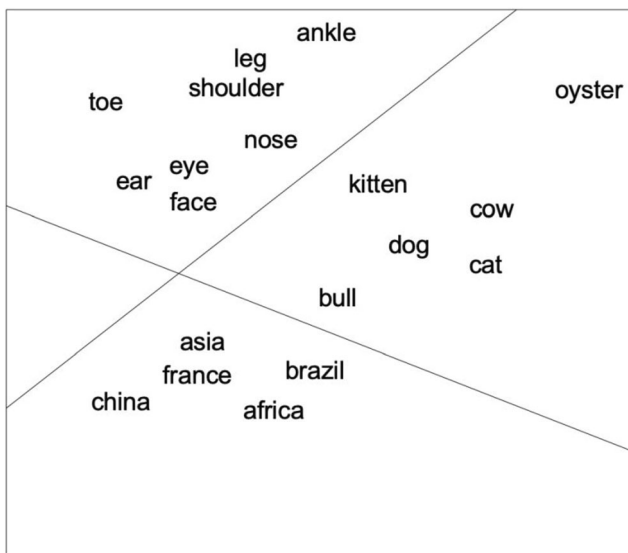 ankle
leg
shoulder
toe
oyster
nose
eye
ear
face
kitten
cow
dog
cat
bull
asia
france
brazil
china
africa